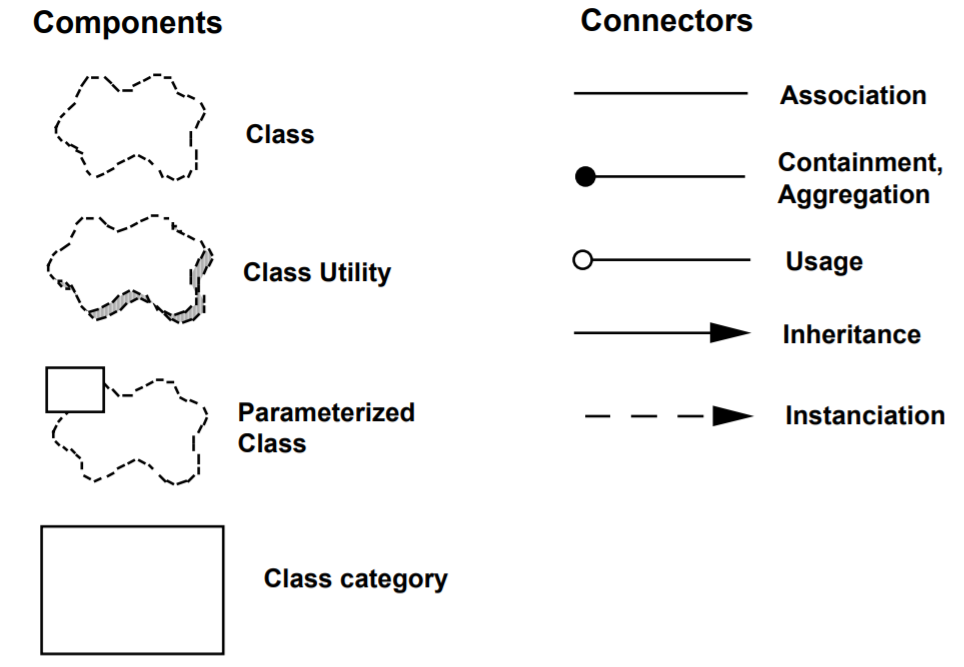 Components
Class
Class Utility
Parameterized
Class
Class category
Connectors
Association
Containment,
Aggregation
Usage
Inheritance
Instanciation